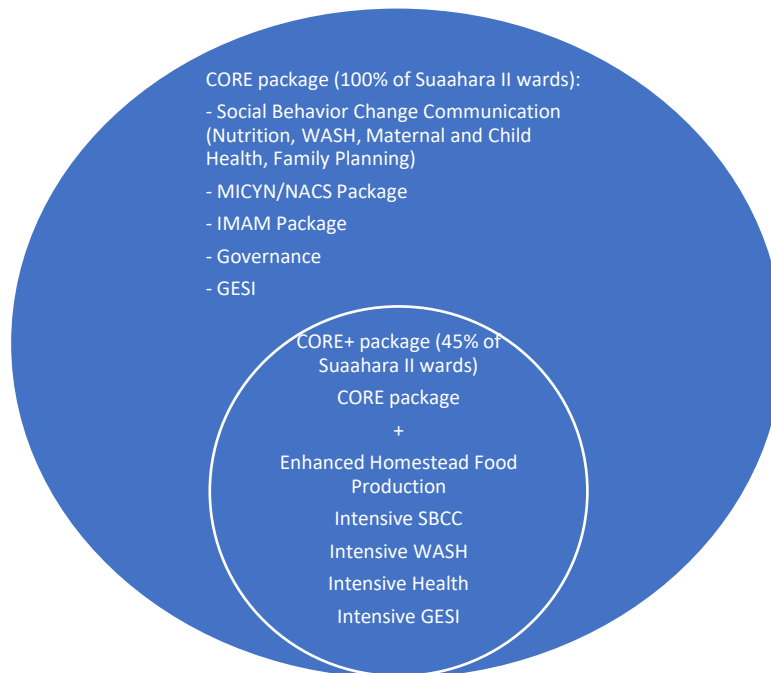 CORE package (100% of Suaahara II wards):
- Social Behavior Change Communication
(Nutrition, WASH, Maternal and Child
Health, Family Planning)
- MICYN/NACS Package
- IMAM Package
- Governance
- GESI
CORE+ package (45% of
Suaahara II wards)
CORE package
+
Enhanced Homestead Food
Production
Intensive SBCC
Intensive WASH
Intensive Health
Intensive GESI